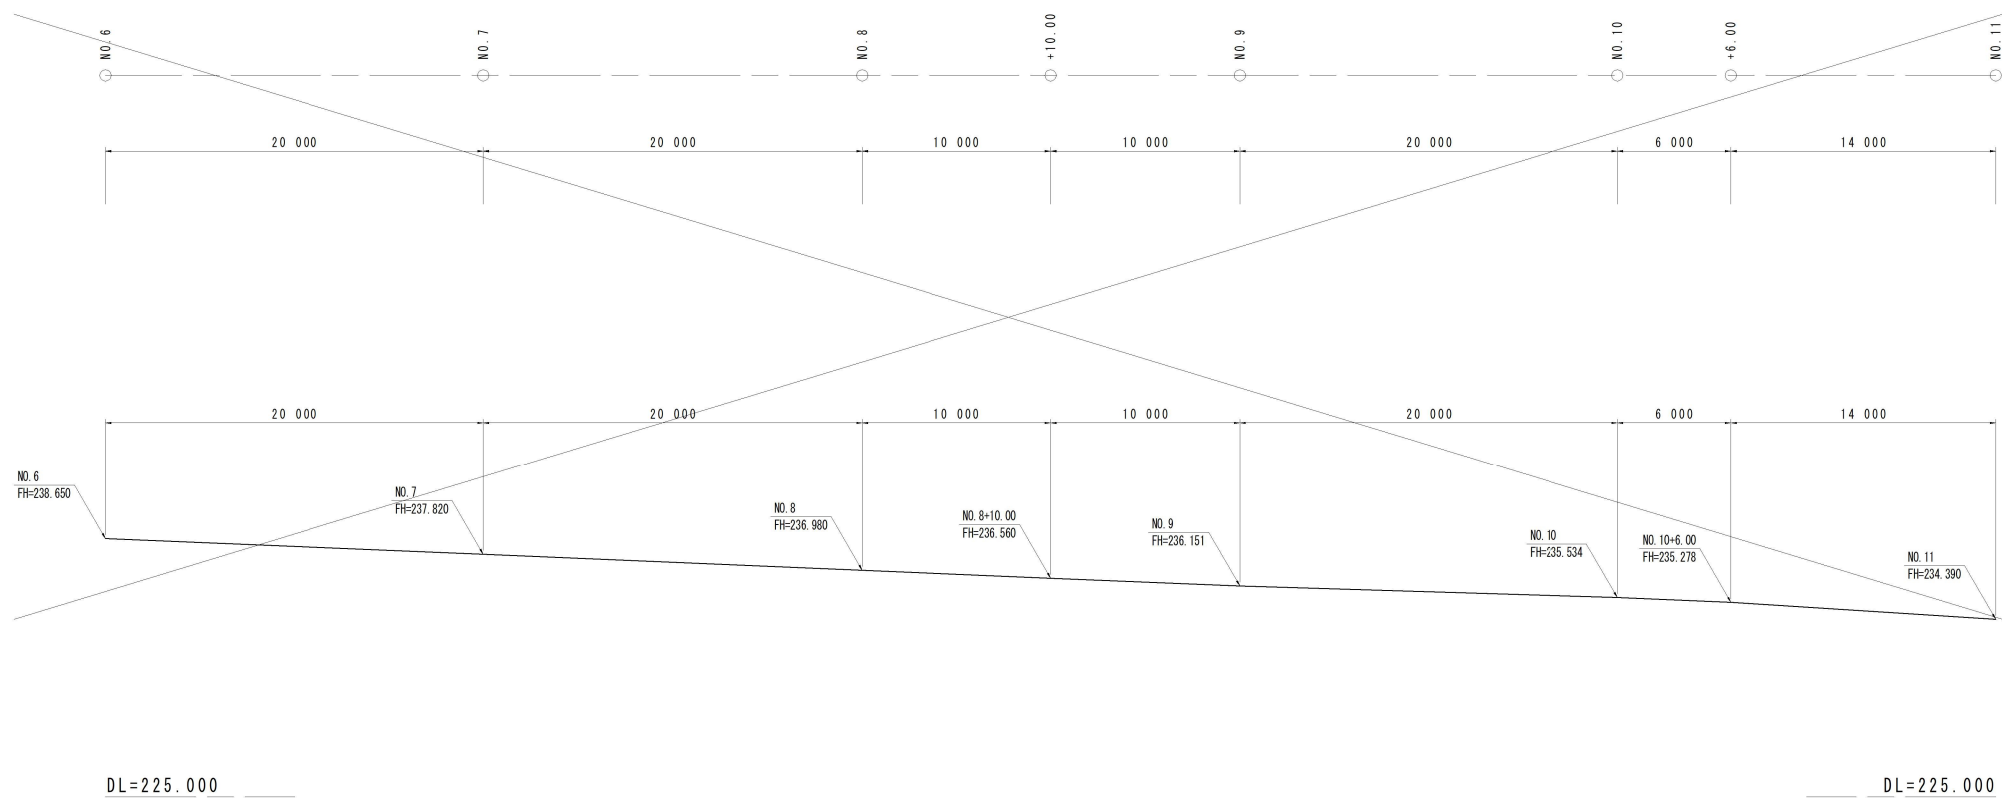 NO.6
NO.7
NO.8
+10.00
NO.9
NO.10
+6.00
NO.11
20 000
20 000
10 000
10 000
20 000
6 000
14 000
20 000
20 000
10 000
10 000
20 000
6 000
14 000
NO.6
FH=238.650
NO.7
FH=237.820
NO.8
FH=236.980
NO.8+10.00
FH=236.560
NO.9
FH=236.151
NO.10
FH=235.534
NO.10+6.00
FH=235.278
NO.11
FH=234.390
DL=225.000
DL=225.000